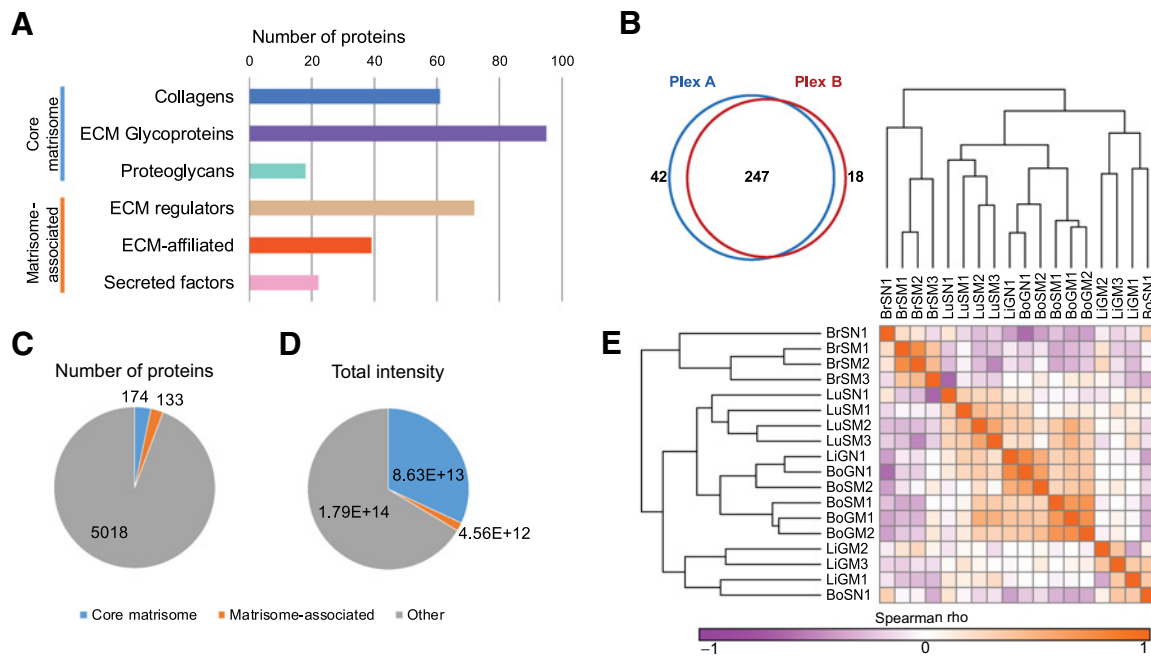 A
Number of proteins
0 20 40 60 80 100
Core matrisome
Collagens
ECM Glycoproteins
Proteoglycans
Matrisome-associated
ECM regulators
ECM-affiliated
Secreted factors
B
Plex A
Plex B
42
247
18
C
Number of proteins
174
133
5018
D
Total intensity
8.63E+13
1.79E+14
4.56E+12
Core matrisome
Matrisome-associated
Other
E
BrSN1
BrSM1
BrSM2
BrSM3
LuSN1
LuSM1
LuSM2
LuSM3
LiGN1
BoGN1
BoSM2
BoSM1
BoGM1
BoGM2
LiGM2
LiGM3
LiGM1
BoSN1
BrSN1
BrSM1
BrSM2
BrSM3
LuSN1
LuSM1
LuSM2
LuSM3
LiGN1
BoGN1
BoSM2
BoSM1
BoGM1
BoGM2
LiGM2
LiGM3
LiGM1
BoSN1
Spearman rho
−1 0 1